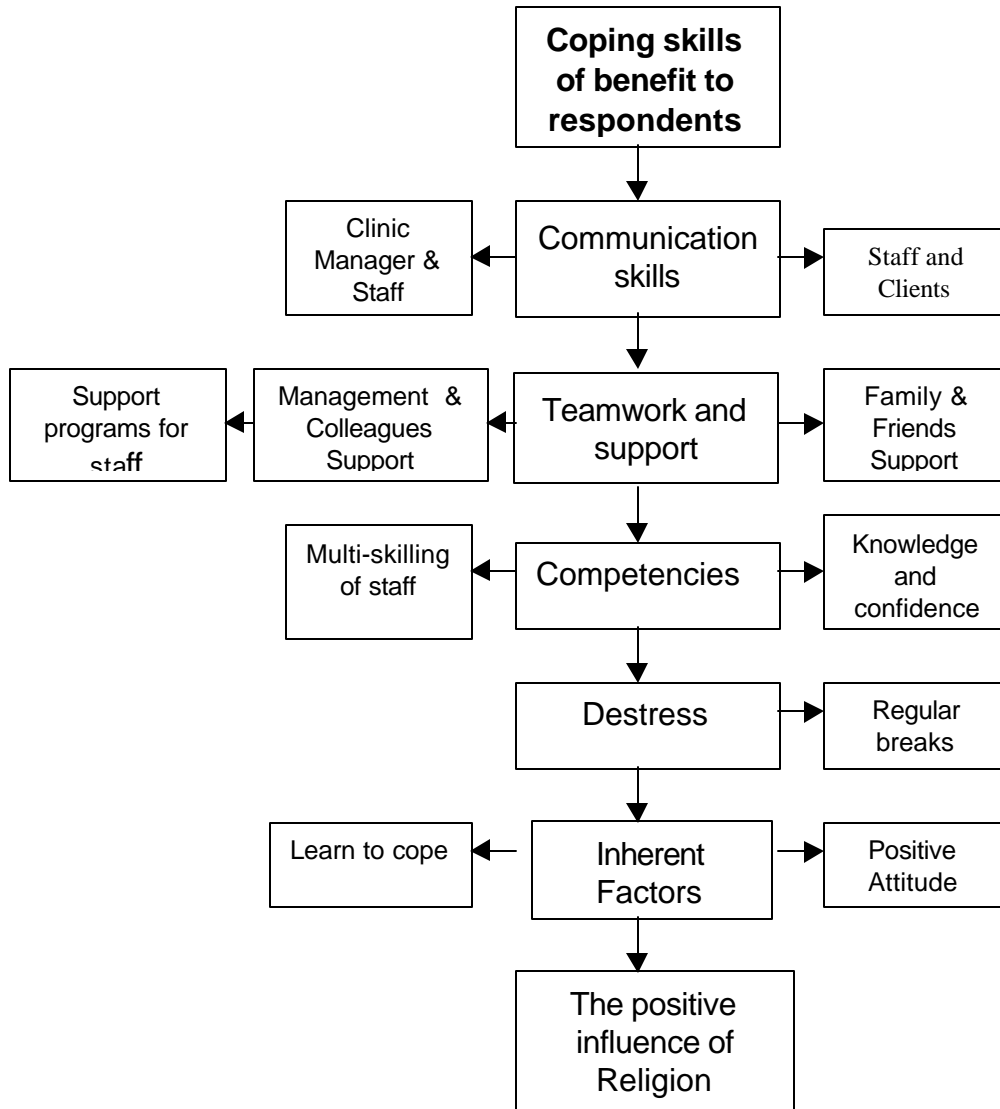 Coping skills
of benefit to
respondents
Clinic
Manager &
Staff
Communication
skills
Staff and
Clients
Support
programs for
staff
Management &
Colleagues
Support
Teamwork and
support
Family &
Friends
Support
Multi-skilling
of staff
Competencies
Knowledge
and
confidence
Destress
Regular
breaks
Learn to cope
Inherent
Factors
Positive
Attitude
The positive
influence of
Religion